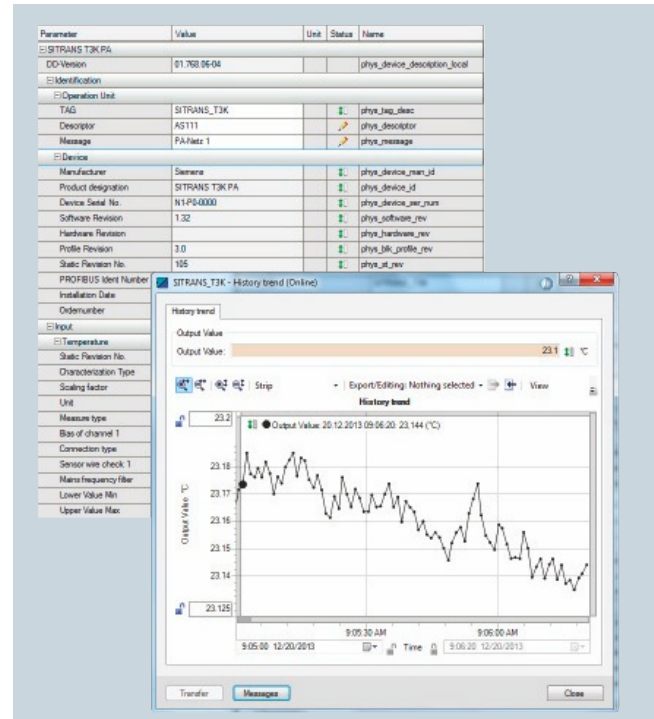 Parameter Value Unit Status Name
SITRANS T3K PA
DD-Version 01.768.06-04 phys_device_description_local
Identification
Operation Unit
TAG SITRANS_T3K phys_tag_desc
Descriptor AS111 phys_descriptor
Message PA-Netz 1 phys_message
Device
Manufacturer Siemens phys_device_man_id
Product designation SITRANS T3K PA phys_device_id
Device Serial No. N1-P0-0000 phys_device_ser_num
Software Revision 1.32 phys_software_rev
Hardware Revision phys_hardware_rev
Profile Revision 3.0 phys_blk_profile_rev
Static Revision No. 105 phys_st_rev
PROFIBUS Ident Number
Installation Date
Ordernumber
Input
Temperature
Static Revision No.
Characterization Type
Scaling factor
Unit
Measure type
Bias of channel 1
Connection type
Sensor wire check 1
Mains frequency filter
Lower Value Min
Upper Value Max
SITRANS_T3K - History trend (Online)
History trend
Output Value
Output Value: 23.1 °C
Strip Export/Editing: Nothing selected View
History trend
23.2
Output Value: 20.12.2013 09:06:20: 23,144 (°C)
23.18
23.17
23.16
23.15
23.14
23.125
Output Value °C
9:05:30 AM 9:06:00 AM
9:05:00 12/20/2013 Time 9:06:20 12/20/2013
Transfer Messages Close